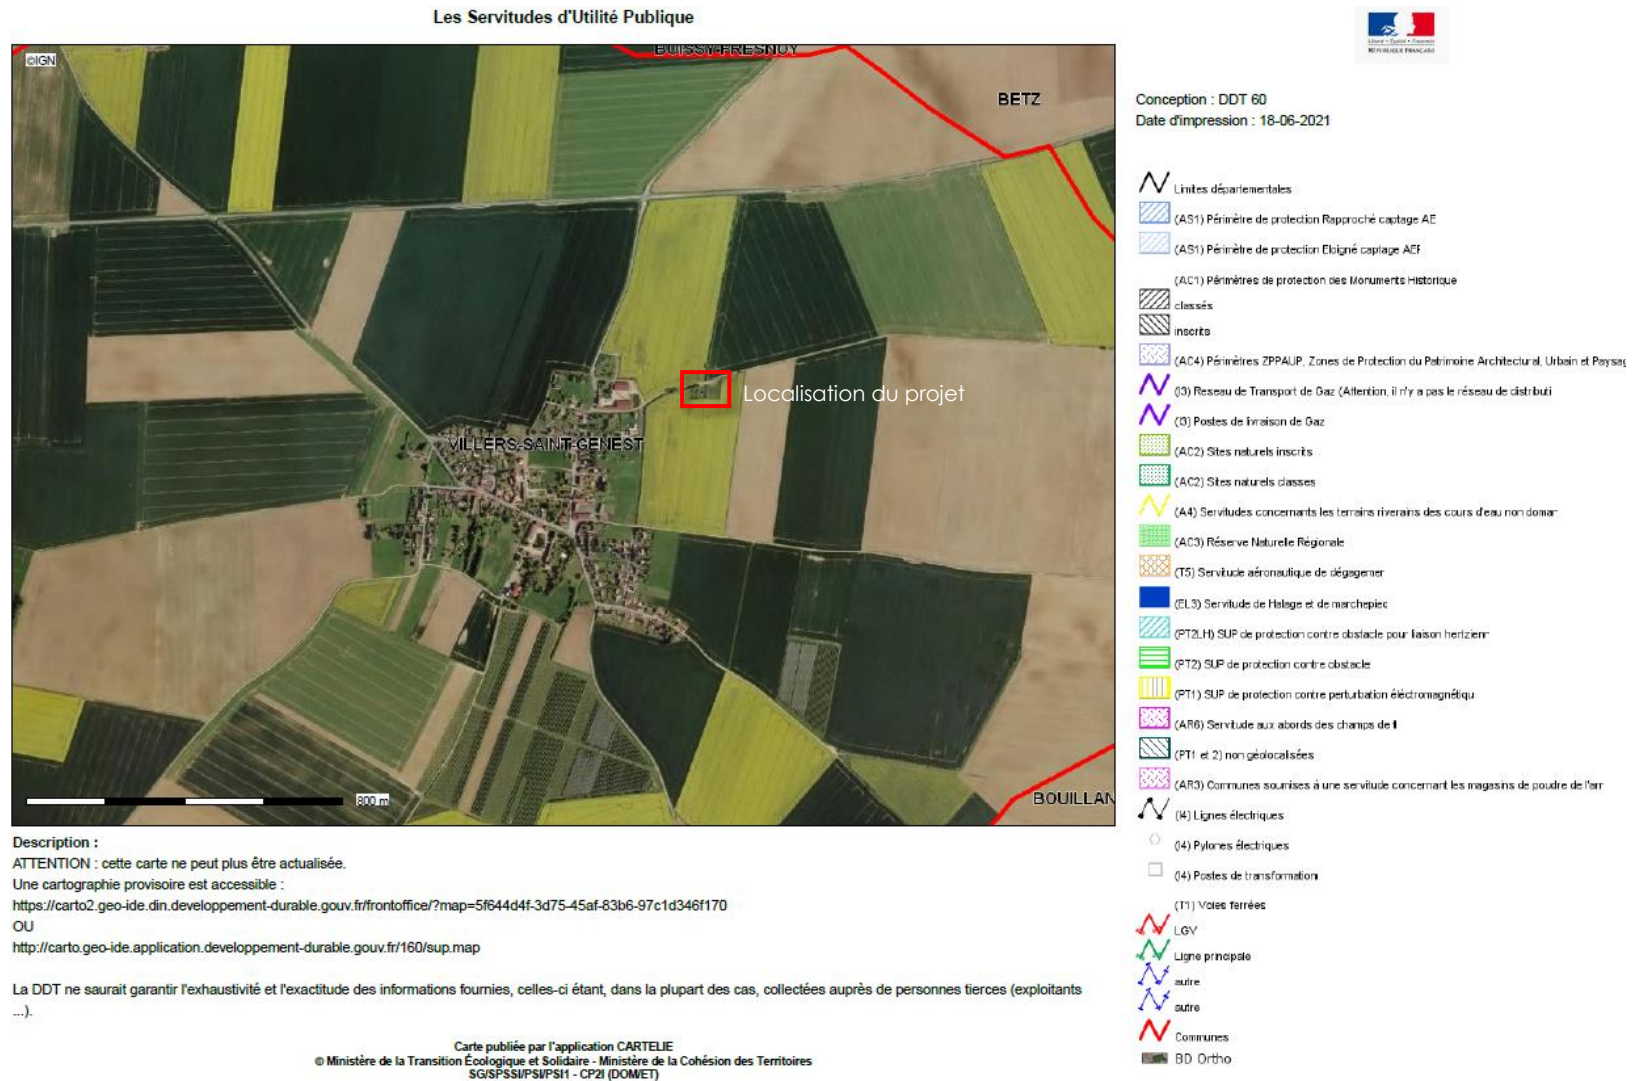 Les Servitudes d'Utilité Publique
©IGN
BOISSY-FRESNOY
BETZ
Localisation du projet
VILLERS-SAINT-GENEST
BOUILLAN
800 m
RÉPUBLIQUE FRANÇAISE
Conception : DDT 60
Date d'impression : 18-06-2021
Limites départementales
(AS1) Périmètre de protection Rapproché captage AE
(AS1) Périmètre de protection Eloigné captage AEF
(AC1) Périmètres de protection des Monuments Historique
classés
inscrits
(AC4) Périmètres ZPPAUP, Zones de Protection du Patrimoine Architectural, Urbain et Paysag
(I3) Reseau de Transport de Gaz (Attention, il n'y a pas le réseau de distributi
(I3) Postes de livraison de Gaz
(AC2) Sites naturels inscrits
(AC2) Sites naturels classes
(A4) Servitudes concernants les terrains riverains des cours d'eau non domar
(AC3) Réserve Naturelle Régionale
(T5) Servitude aéronautique de dégagemer
(EL3) Servitude de Halage et de marchepiec
(PT2LH) SUP de protection contre obstacle pour liaison hertzienr
(PT2) SUP de protection contre obstacle
(PT1) SUP de protection contre perturbation éléctromagnétiqu
(AR6) Servitude aux abords des champs de t
(PT1 et 2) non géolocalisées
(AR3) Communes soumises à une servitude concernant les magasins de poudre de l'arr
(I4) Lignes électriques
(I4) Pylones électriques
(I4) Postes de transformation
(T1) Voies ferrées
LGV
Ligne principale
autre
autre
Communes
BD Ortho
Description :
ATTENTION : cette carte ne peut plus être actualisée.
Une cartographie provisoire est accessible :
https://carto2.geo-ide.din.developpement-durable.gouv.fr/frontoffice/?map=5f644d4f-3d75-45af-83b6-97c1d346f170
OU
http://carto.geo-ide.application.developpement-durable.gouv.fr/160/sup.map
La DDT ne saurait garantir l'exhaustivité et l'exactitude des informations fournies, celles-ci étant, dans la plupart des cas, collectées auprès de personnes tierces (exploitants
...).
Carte publiée par l'application CARTELIE
© Ministère de la Transition Écologique et Solidaire - Ministère de la Cohésion des Territoires
SG/SPSSI/PSI/PSI1 - CP2I (DOM/ET)